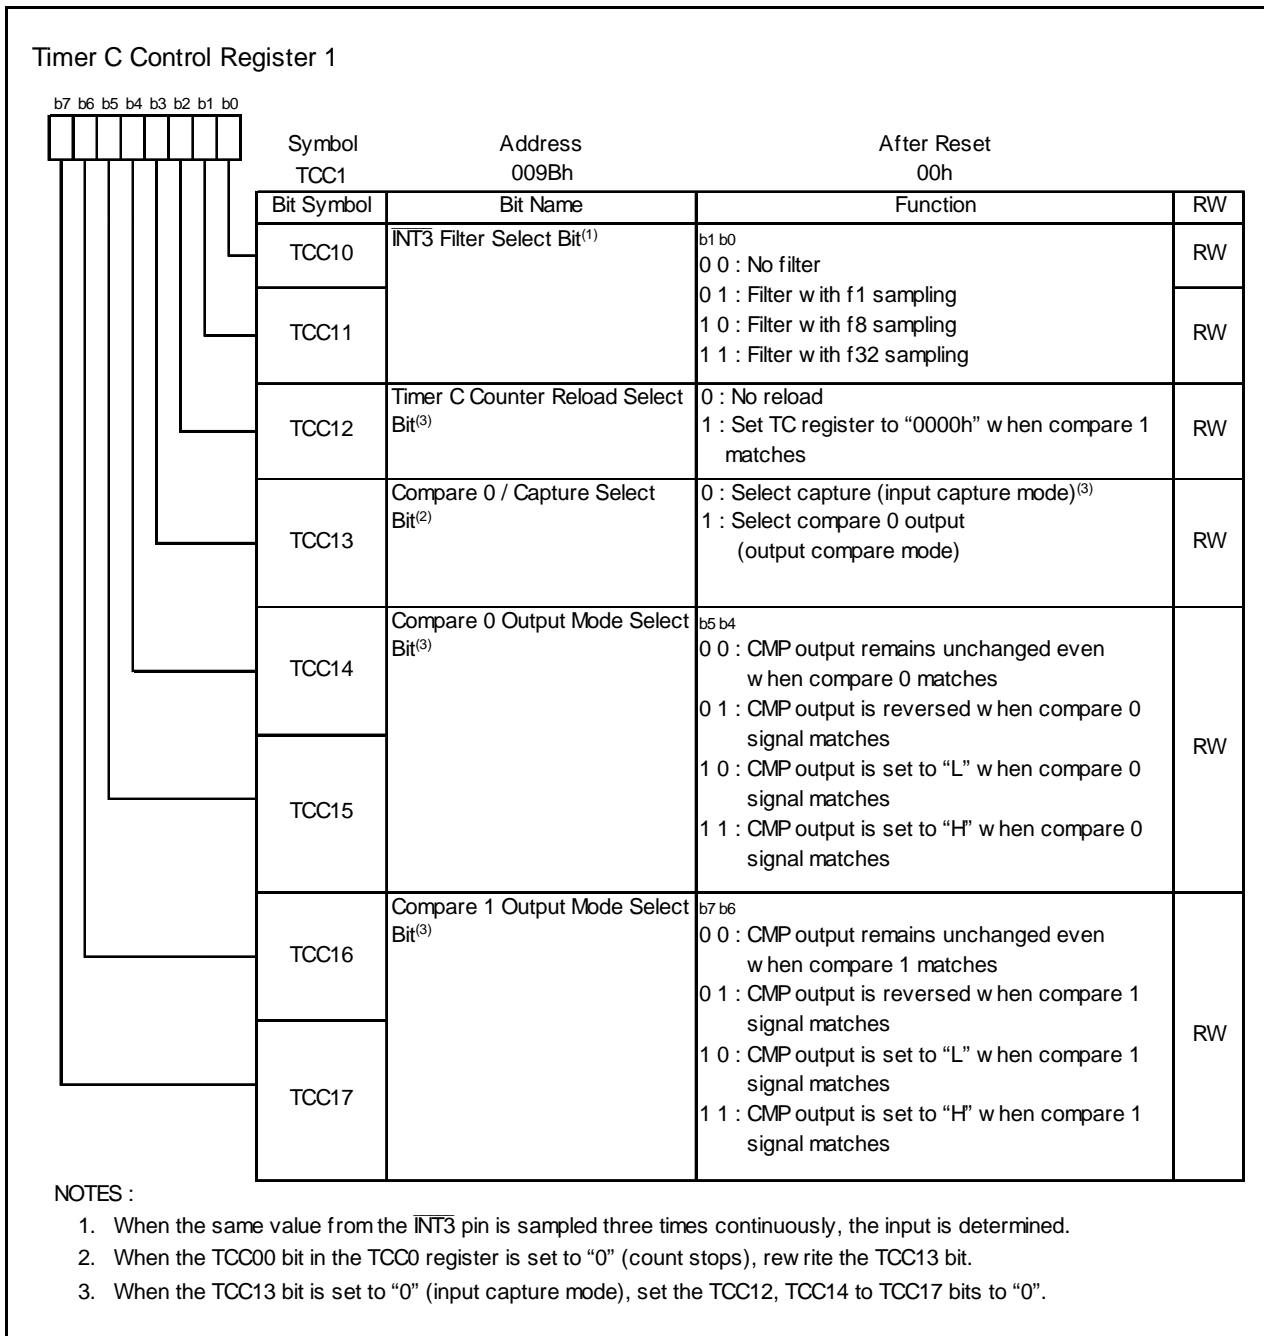 Timer C Control Register 1
b7 b6 b5 b4 b3 b2 b1 b0
Symbol Address After Reset
TCC1 009Bh 00h
Bit Symbol Bit Name Function RW
TCC10 INT3 Filter Select Bit(1) b1 b0 RW
0 0 : No filter
0 1 : Filter with f1 sampling
TCC11 1 0 : Filter with f8 sampling RW
1 1 : Filter with f32 sampling
TCC12 Timer C Counter Reload Select Bit(3) 0 : No reload RW
1 : Set TC register to “0000h” when compare 1
matches
TCC13 Compare 0 / Capture Select Bit(2) 0 : Select capture (input capture mode)(3) RW
1 : Select compare 0 output
(output compare mode)
TCC14 Compare 0 Output Mode Select Bit(3) b5 b4
0 0 : CMP output remains unchanged even
when compare 0 matches
0 1 : CMP output is reversed when compare 0
signal matches RW
TCC15 1 0 : CMP output is set to “L” when compare 0
signal matches
1 1 : CMP output is set to “H” when compare 0
signal matches
TCC16 Compare 1 Output Mode Select Bit(3) b7 b6
0 0 : CMP output remains unchanged even
when compare 1 matches
0 1 : CMP output is reversed when compare 1
signal matches RW
TCC17 1 0 : CMP output is set to “L” when compare 1
signal matches
1 1 : CMP output is set to “H” when compare 1
signal matches
NOTES :
1. When the same value from the INT3 pin is sampled three times continuously, the input is determined.
2. When the TCC00 bit in the TCC0 register is set to “0” (count stops), rewrite the TCC13 bit.
3. When the TCC13 bit is set to “0” (input capture mode), set the TCC12, TCC14 to TCC17 bits to “0”.